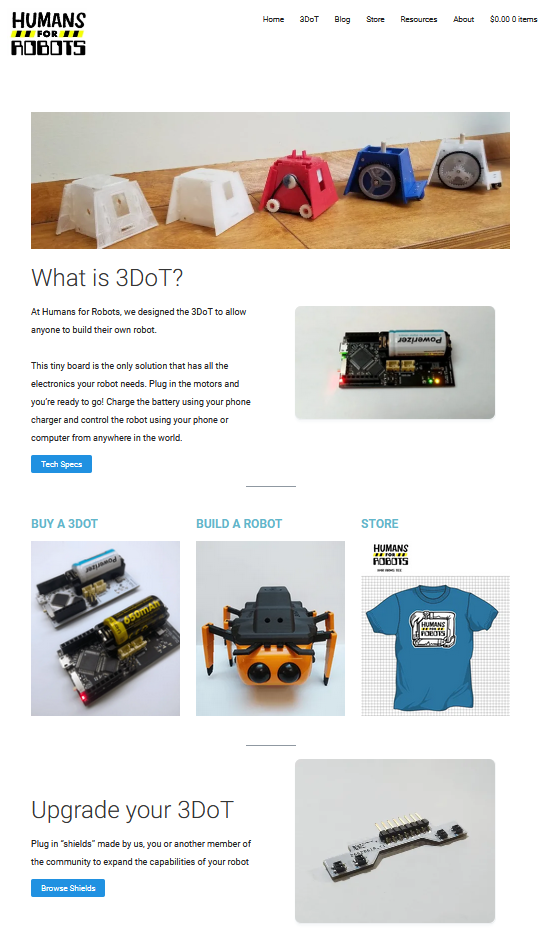 HUMANS
FOR
ROBOTS
Home 3DoT Blog Store Resources About $0.00 0 items
What is 3DoT?
At Humans for Robots, we designed the 3DoT to allow
anyone to build their own robot.
This tiny board is the only solution that has all the
electronics your robot needs. Plug in the motors and
you're ready to go! Charge the battery using your phone
charger and control the robot using your phone or
computer from anywhere in the world.
Tech Specs
Powerizer
BUY A 3DOT
BUILD A ROBOT
STORE
Powerizer
650mAH
HUMANS
FOR
ROBOTS
HUMANS
FOR
ROBOTS
Upgrade your 3DoT
Plug in “shields” made by us, you or another member of
the community to expand the capabilities of your robot
Browse Shields